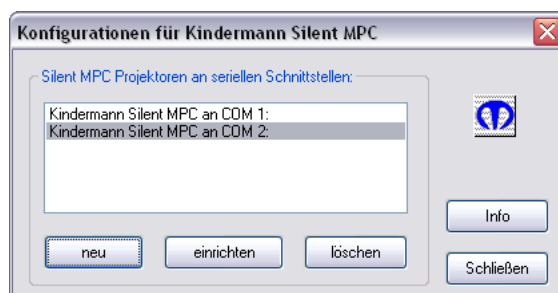 Konfigurationen für Kindermann Silent MPC
Silent MPC Projektoren an seriellen Schnittstellen:
Kindermann Silent MPC an COM 1:
Kindermann Silent MPC an COM 2:
Info
neu
einrichten
löschen
Schließen